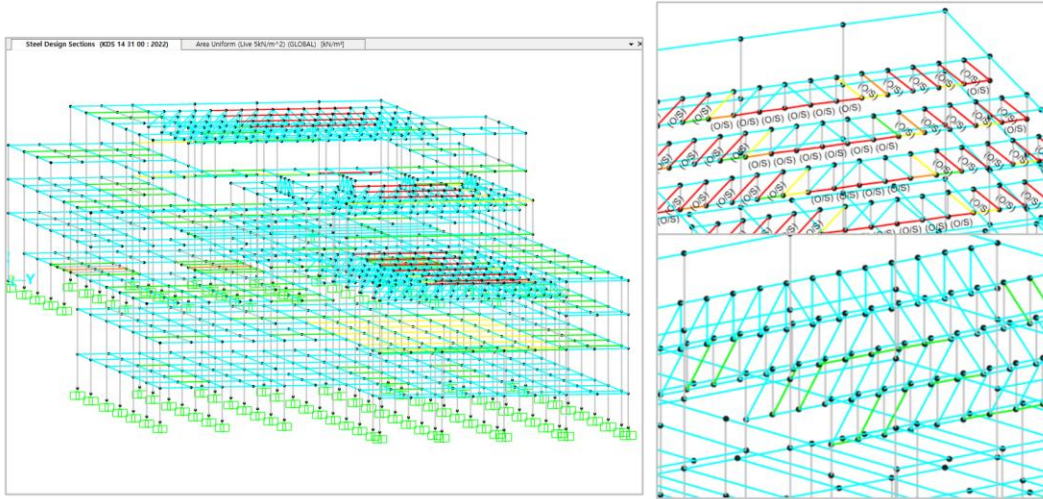 Steel Design Sections (KDS 14 31 00 : 2022)
Area Uniform (Live 5kN/m^2) (GLOBAL) [kN/m²]
Y
(O/S) (O/S) (O/S) (O/S) (O/S)
(O/S) (O/S) (O/S) (O/S) (O/S) (O/S)
(O/S) (O/S) (O/S) (O/S) (O/S)
(O/S) (O/S) (O/S) (O/S) (O/S)
(O/S) (O/S) (O/S) (O/S) (O/S)
(O/S) (O/S) (O/S) (O/S) (O/S)